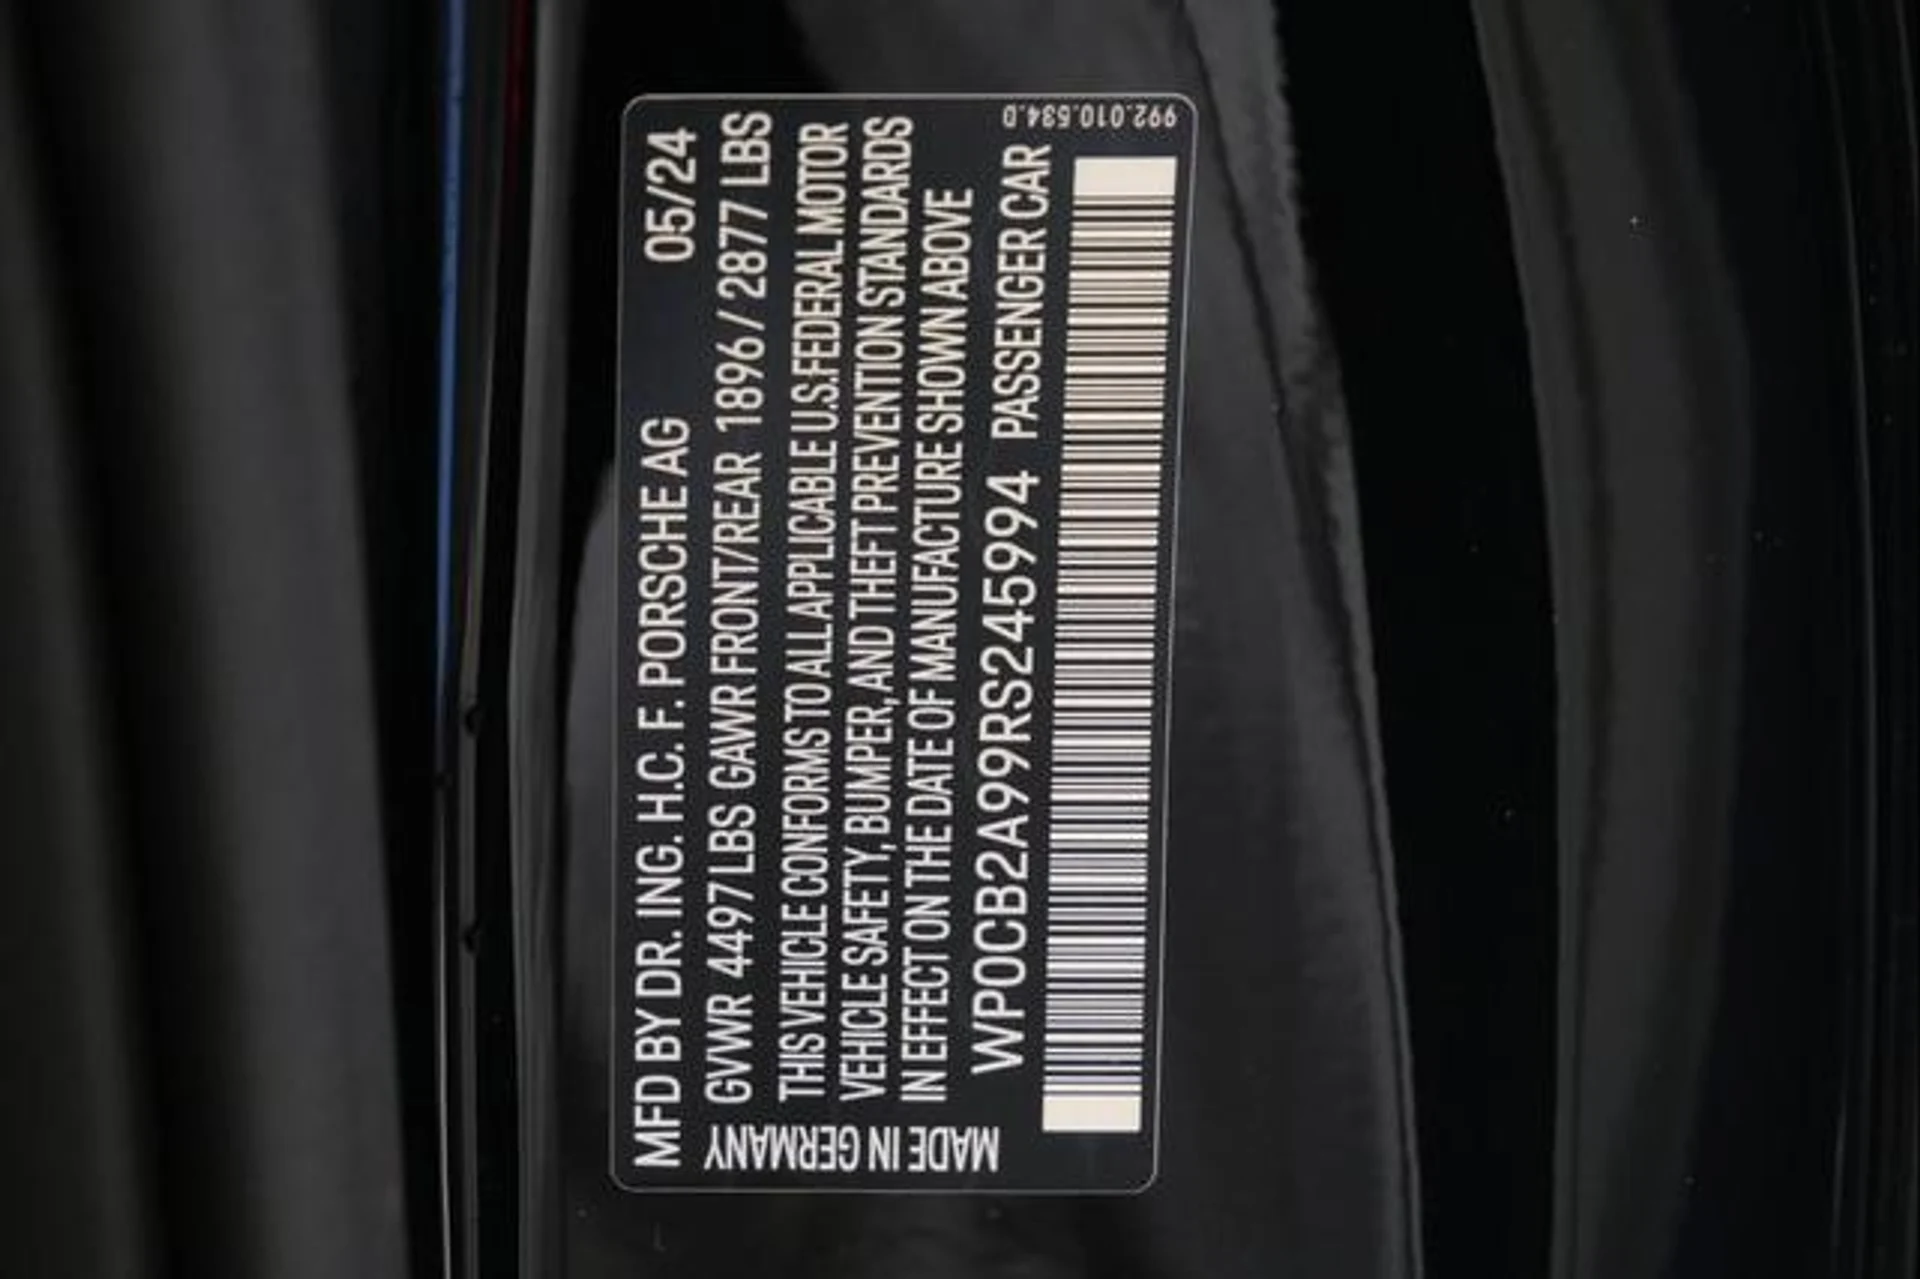 MFD BY DR. ING. H.C. F. PORSCHE AG 05/24
GVWR 4497 LBS GAWR FRONT/REAR 1896 / 2877 LBS
THIS VEHICLE CONFORMS TO ALL APPLICABLE U.S.FEDERAL MOTOR
VEHICLE SAFETY, BUMPER, AND THEFT PREVENTION STANDARDS
IN EFFECT ON THE DATE OF MANUFACTURE SHOWN ABOVE
WP0CB2A99RS245994 PASSENGER CAR
MADE IN GERMANY
992.010.534.D